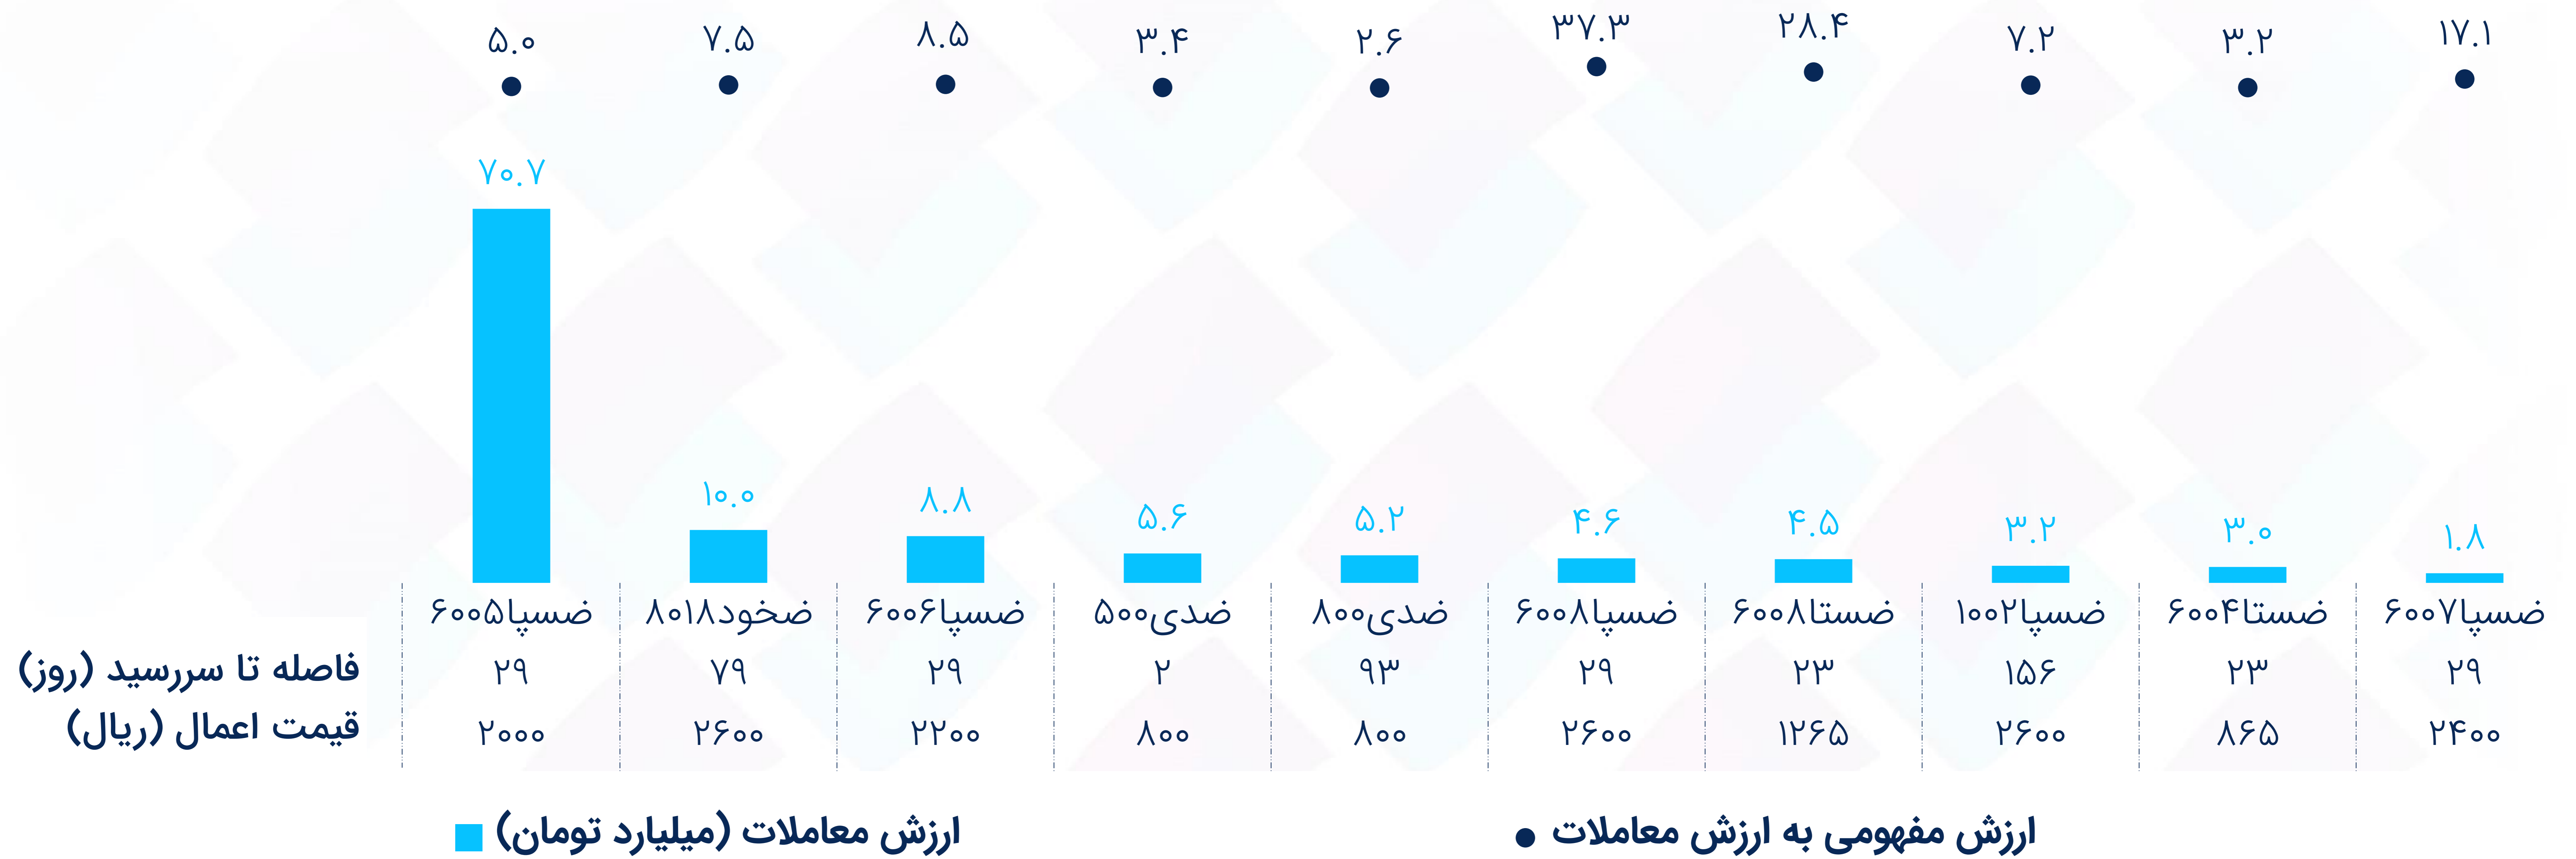 ۵.۰ ۷.۵ ۸.۵ ۳.۴ ۲.۶ ۳۷.۳ ۲۸.۴ ۷.۲ ۳.۲ ۱۷.۱
۷۰.۷ ۱۰.۰ ۸.۸ ۵.۶ ۵.۲ ۴.۶ ۴.۵ ۳.۲ ۳.۰ ۱.۸
ضسپا۶۰۰۵ ضخود۸۰۱۸ ضسپا۶۰۰۶ ضدی۵۰۰ ضدی۸۰۰ ضسپا۶۰۰۸ ضستا۶۰۰۸ ضسپا۱۰۰۲ ضستا۶۰۰۴ ضسپا۶۰۰۷
فاصله تا سررسید (روز) ۲۹ ۷۹ ۲۹ ۲ ۹۳ ۲۹ ۲۳ ۱۵۶ ۲۳ ۲۹
قیمت اعمال (ریال) ۲۰۰۰ ۲۶۰۰ ۲۲۰۰ ۸۰۰ ۸۰۰ ۲۶۰۰ ۱۲۶۵ ۲۶۰۰ ۸۶۵ ۲۴۰۰
ارزش معاملات (میلیارد تومان)
ارزش مفهومی به ارزش معاملات